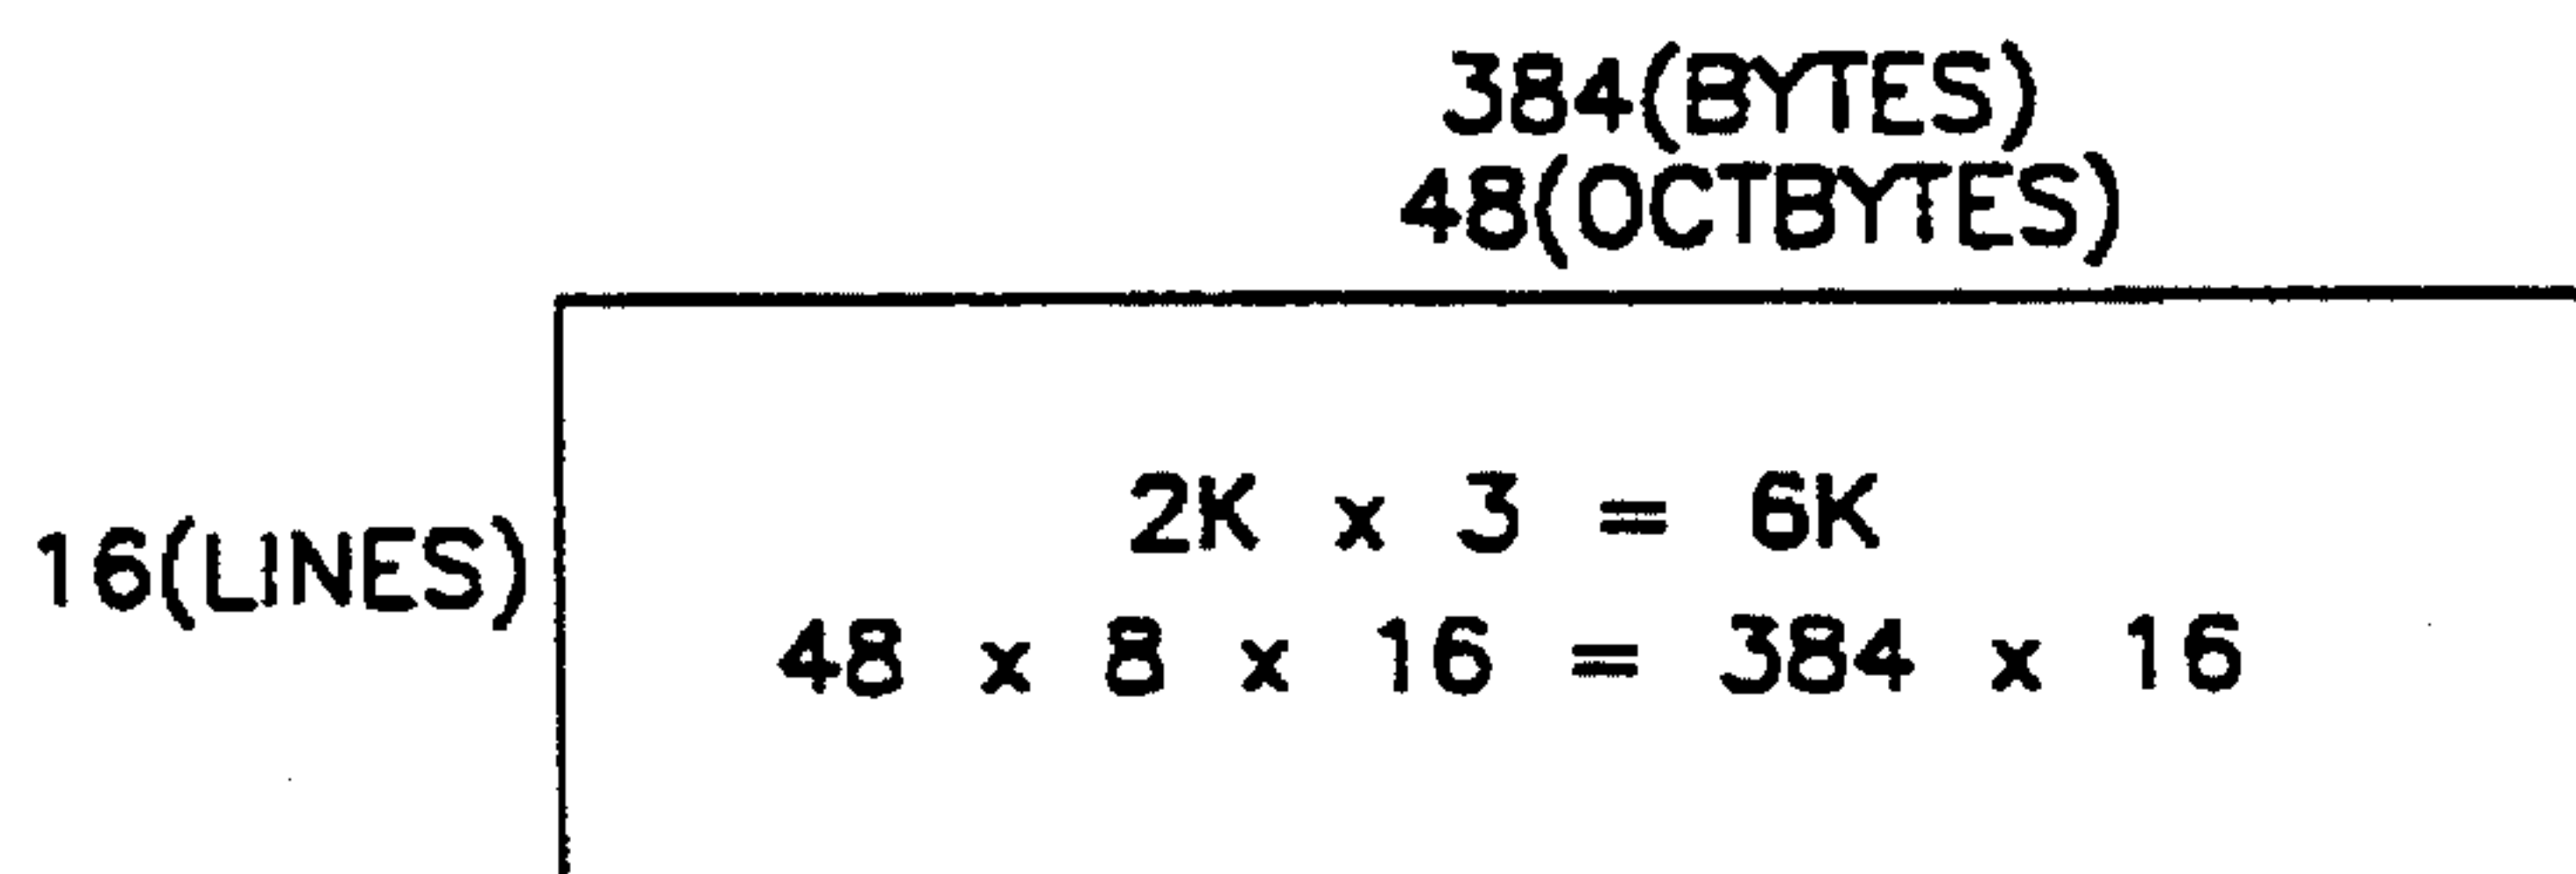 384(BYTES)
48(OCTBYTES)
16(LINES)
2K x 3 = 6K
48 x 8 x 16 = 384 x 16